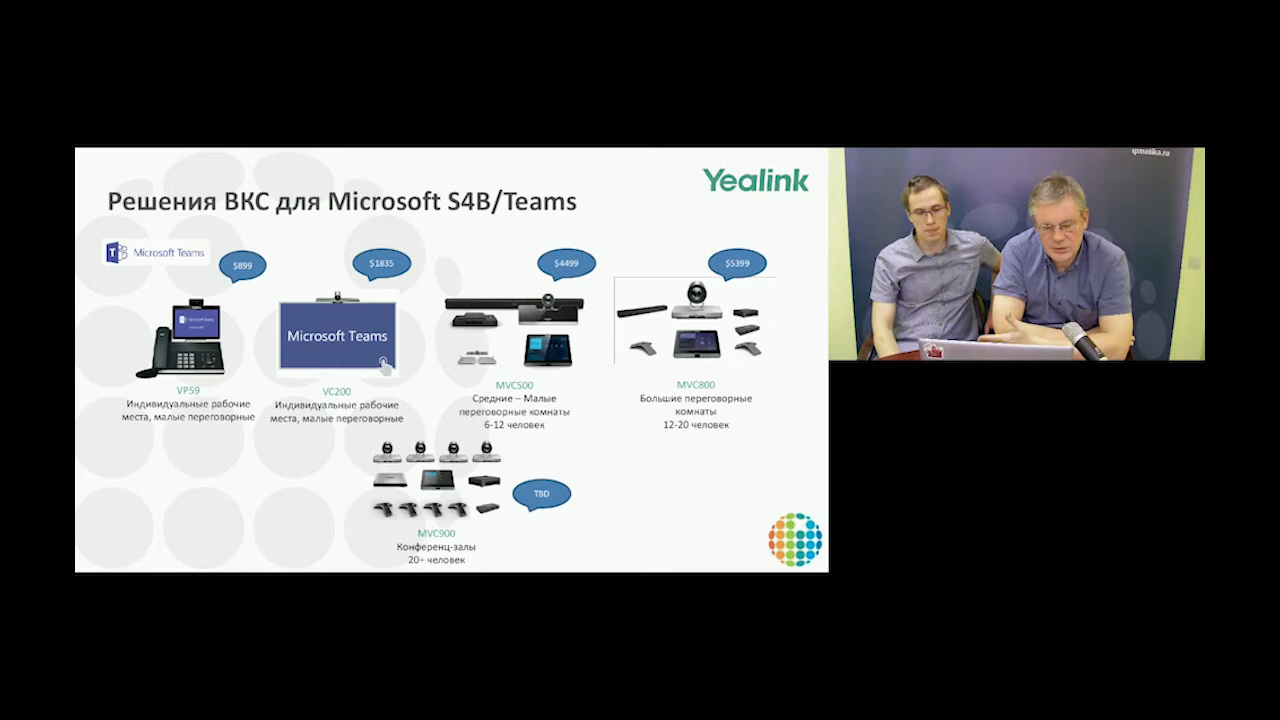 Yealink
Решения ВКС для Microsoft S4B/Teams
Microsoft Teams
$899
$1835
$4499
$5399
Microsoft Teams
VP59
Индивидуальные рабочие
места, малые переговорные
VC200
Индивидуальные рабочие
места, малые переговорные
MVC500
Средние – Малые
переговорные комнаты
6-12 человек
MVC800
Большие переговорные
комнаты
12-20 человек
TBD
MVC900
Конференц-залы
20+ человек
ipmatika.ru